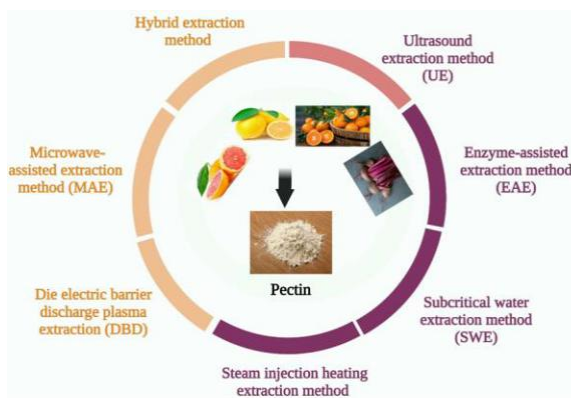 Hybrid extraction
method
Ultrasound
extraction method
(UE)
Enzyme-assisted
extraction method
(EAE)
Subcritical water
extraction method
(SWE)
Steam injection heating
extraction method
Die electric barrier
discharge plasma
extraction (DBD)
Microwave-
assisted extraction
method (MAE)
Pectin